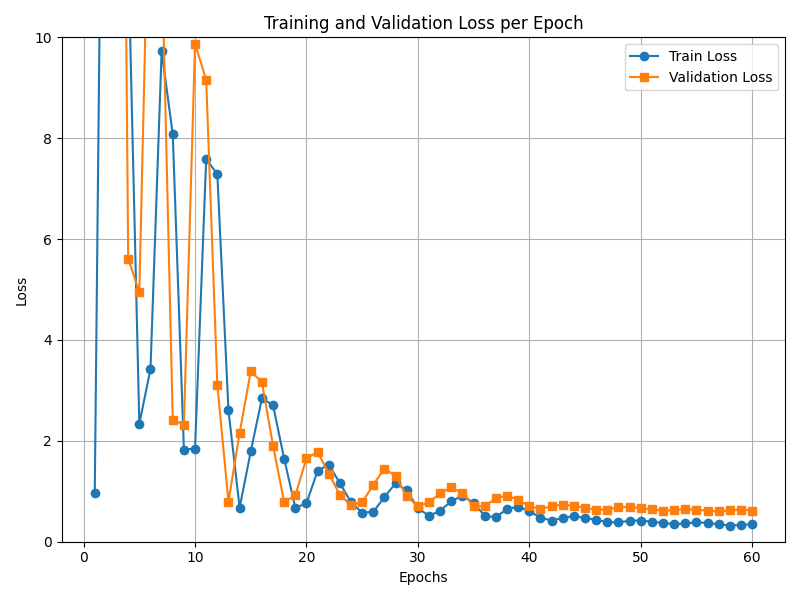 Training and Validation Loss per Epoch
Train Loss
Validation Loss
Loss
10
8
6
4
2
0
0 10 20 30 40 50 60
Epochs